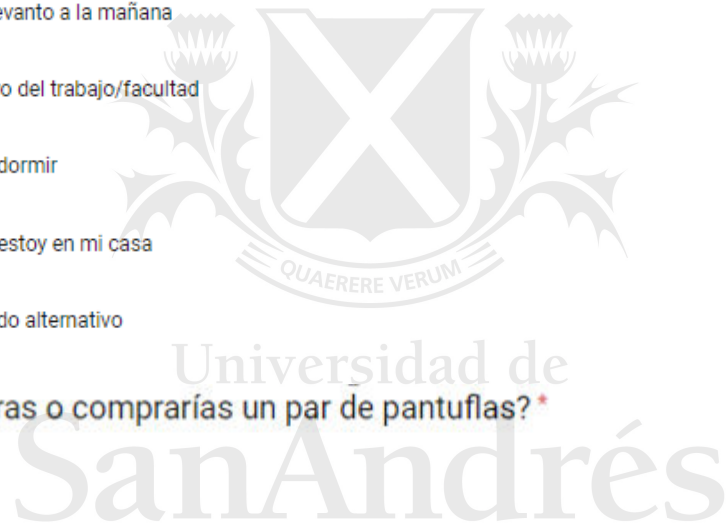 evanto a la mañana
o del trabajo/facultad
dormir
estoy en mi casa
QUAERERE VERUM
do alternativo
Universidad de
ras o comprarías un par de pantuflas? *
SanAndrés